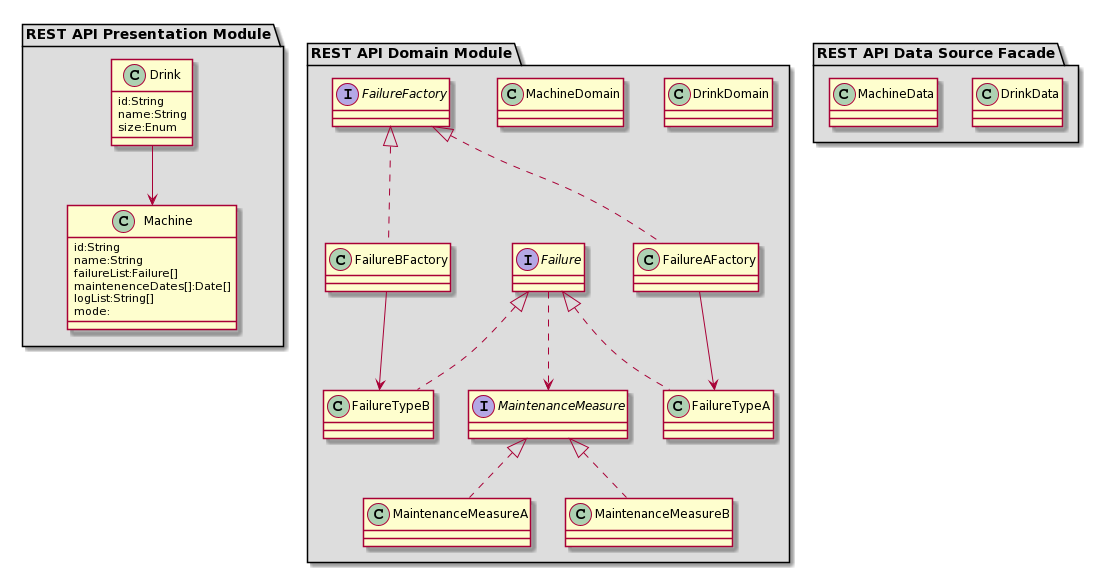 REST API Presentation Module
C Drink
id:String
name:String
size:Enum
C Machine
id:String
name:String
failureList:Failure[]
maintenenceDates[]:Date[]
logList:String[]
mode:
REST API Domain Module
I FailureFactory
C MachineDomain
C DrinkDomain
C FailureBFactory
I Failure
C FailureAFactory
C FailureTypeB
I MaintenanceMeasure
C FailureTypeA
C MaintenanceMeasureA
C MaintenanceMeasureB
REST API Data Source Facade
C MachineData
C DrinkData